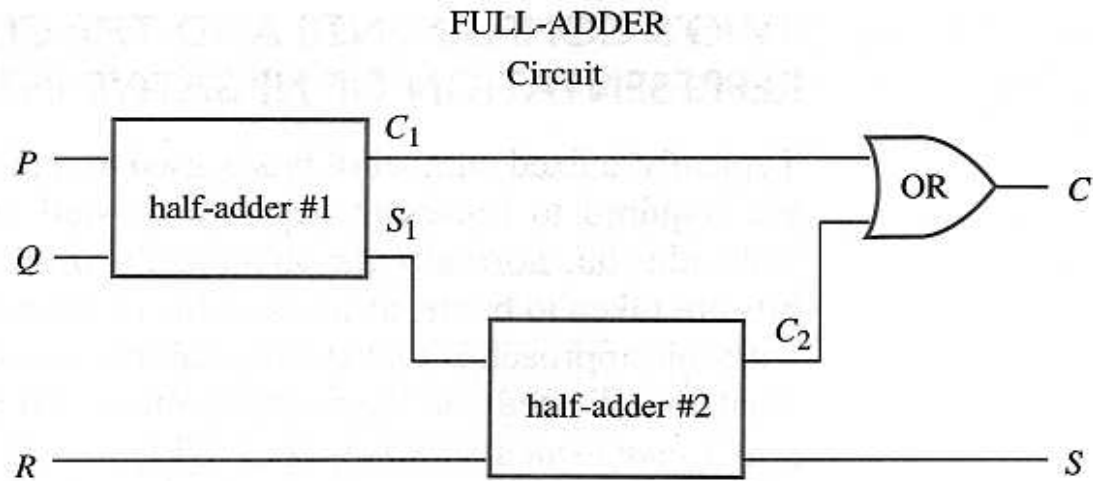 FULL-ADDER
Circuit
P
C1
half-adder #1
OR
C
Q
S1
C2
half-adder #2
R
S